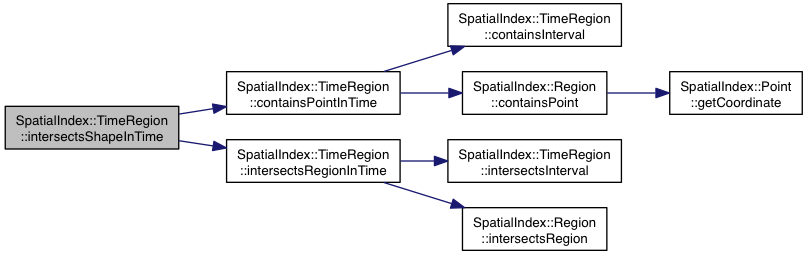 SpatialIndex::TimeRegion
::intersectsShapeInTime
SpatialIndex::TimeRegion
::containsPointInTime
SpatialIndex::TimeRegion
::intersectsRegionInTime
SpatialIndex::TimeRegion
::containsInterval
SpatialIndex::Region
::containsPoint
SpatialIndex::TimeRegion
::intersectsInterval
SpatialIndex::Region
::intersectsRegion
SpatialIndex::Point
::getCoordinate